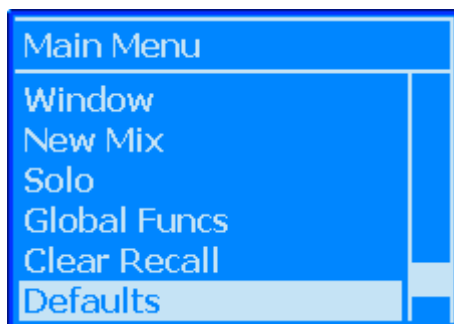 Main Menu
Window
New Mix
Solo
Global Funcs
Clear Recall
Defaults